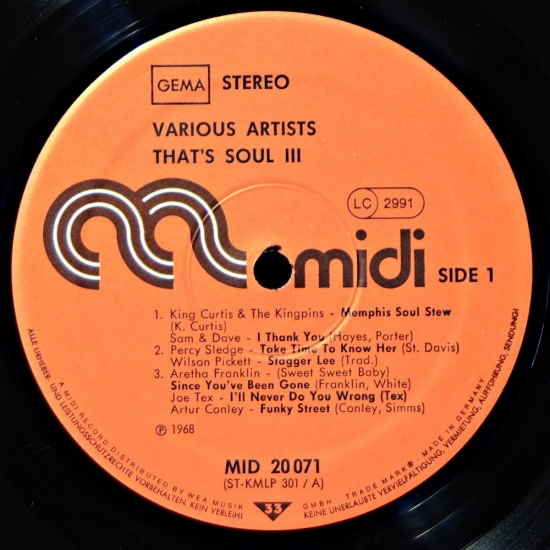 GEMA STEREO
VARIOUS ARTISTS
THAT'S SOUL III
LC 2991
midi SIDE 1
1. King Curtis & The Kingpins - Memphis Soul Stew
(K. Curtis)
Sam & Dave - I Thank You (Hayes, Porter)
2. Percy Sledge - Take Time To Know Her (St. Davis)
Wilson Pickett - Stagger Lee (Trad.)
3. Aretha Franklin - (Sweet Sweet Baby)
Since You've Been Gone (Franklin, White)
Joe Tex - I'll Never Do You Wrong (Tex)
Artur Conley - Funky Street (Conley, Simms)
℗ 1968
MID 20 071
(ST-KMLP 301 / A)
33
A MIDI RECORD DISTRIBUTED BY WEA MUSIK GMBH. TRADE MARK® · MADE IN GERMANY
ALLE URHEBER- UND LEISTUNGSSCHUTZRECHTE VORBEHALTEN, KEIN VERLEIH! KEINE UNERLAUBTE VERVIELFÄLTIGUNG, VERMIETUNG, AUFFÜHRUNG, SENDUNG!